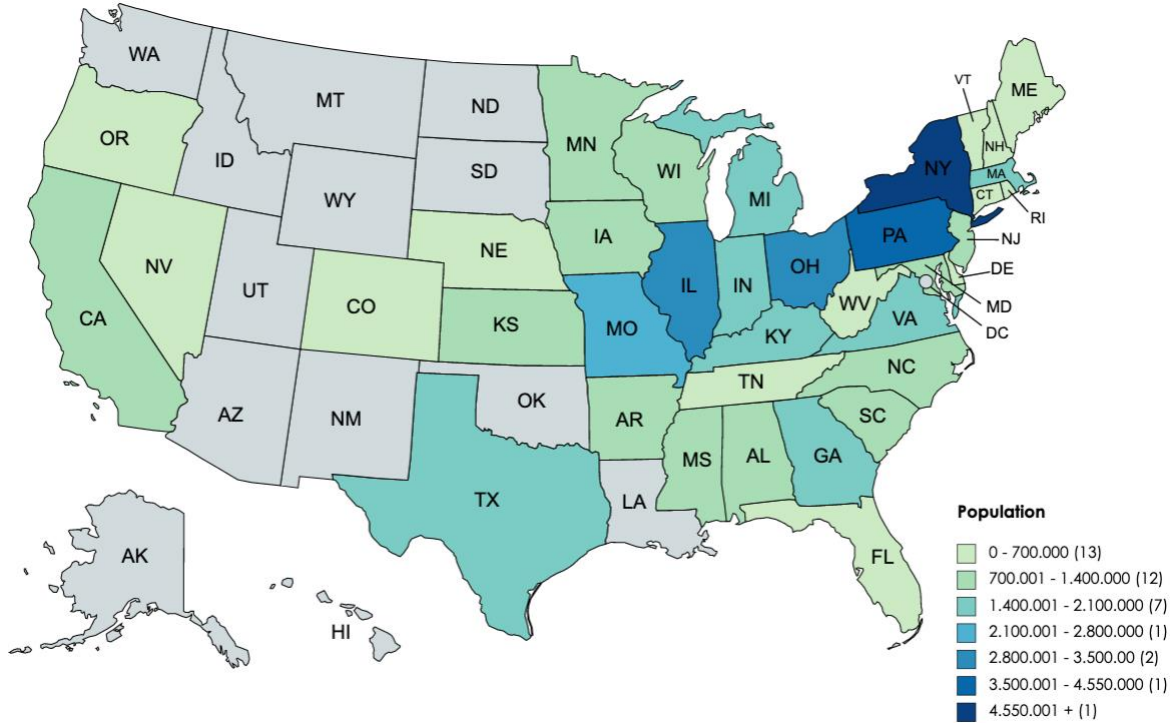 WA
MT
ND
MN
VT
ME
OR
ID
SD
WI
NH
NY
MA
WY
MI
CT
RI
IA
PA
NJ
NE
NV
UT
IL
IN
OH
DE
CO
CA
KS
MO
WV
MD
VA
DC
KY
NC
TN
AZ
NM
OK
AR
SC
MS
AL
GA
TX
LA
FL
AK
HI
Population
0 - 700.000 (13)
700.001 - 1.400.000 (12)
1.400.001 - 2.100.000 (7)
2.100.001 - 2.800.000 (1)
2.800.001 - 3.500.00 (2)
3.500.001 - 4.550.000 (1)
4.550.001 + (1)